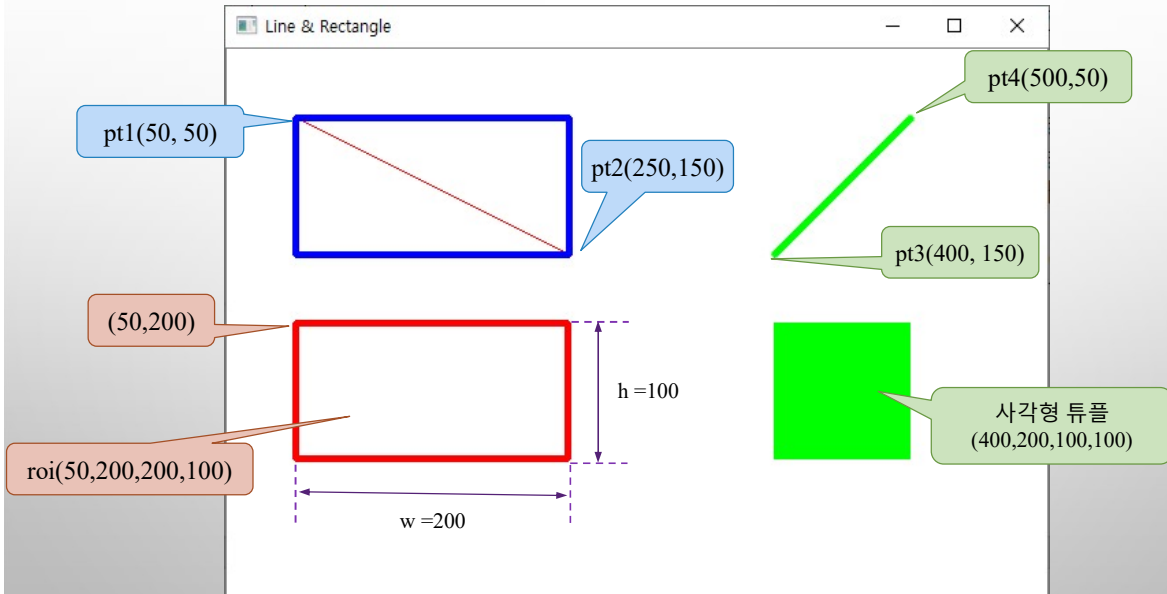 Line & Rectangle
pt4(500,50)
pt1(50, 50)
pt2(250,150)
pt3(400, 150)
(50,200)
h =100
사각형 튜플
(400,200,100,100)
roi(50,200,200,100)
w =200